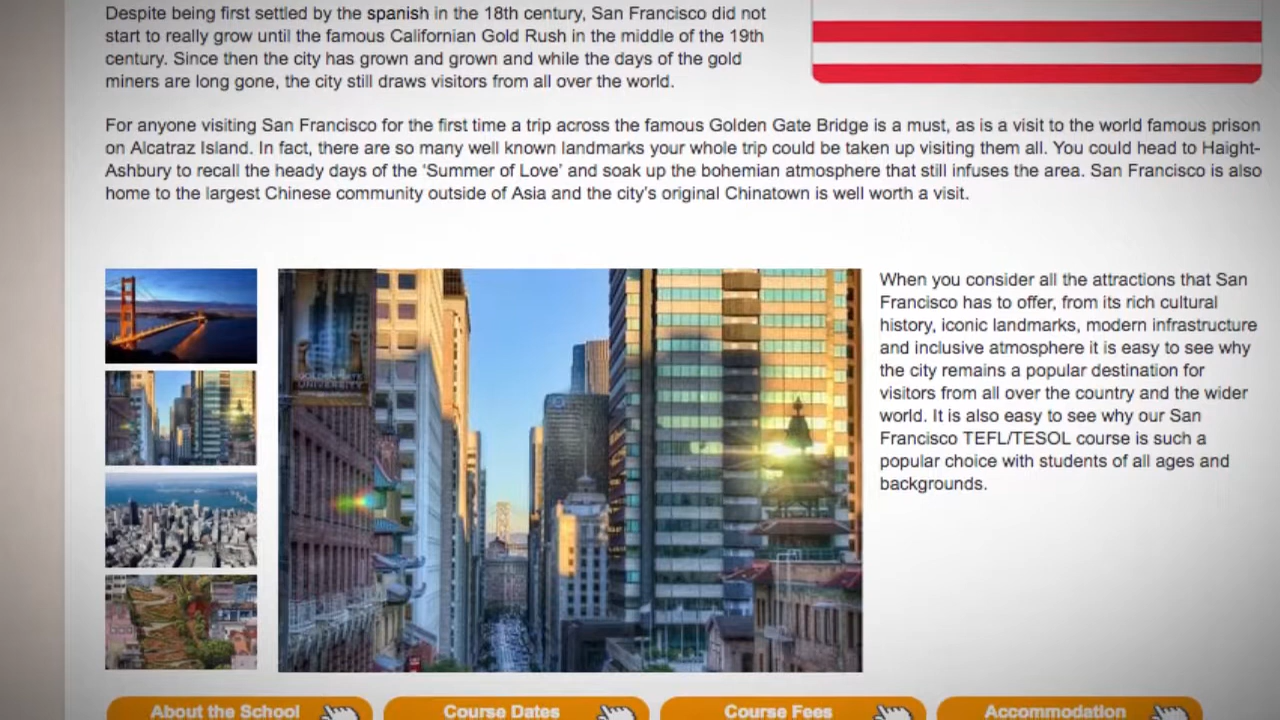 Despite being first settled by the spanish in the 18th century, San Francisco did not
start to really grow until the famous Californian Gold Rush in the middle of the 19th
century. Since then the city has grown and grown and while the days of the gold
miners are long gone, the city still draws visitors from all over the world.
For anyone visiting San Francisco for the first time a trip across the famous Golden Gate Bridge is a must, as is a visit to the world famous prison
on Alcatraz Island. In fact, there are so many well known landmarks your whole trip could be taken up visiting them all. You could head to Haight-
Ashbury to recall the heady days of the ‘Summer of Love’ and soak up the bohemian atmosphere that still infuses the area. San Francisco is also
home to the largest Chinese community outside of Asia and the city’s original Chinatown is well worth a visit.
GOLDEN GATE
UNIVERSITY
When you consider all the attractions that San
Francisco has to offer, from its rich cultural
history, iconic landmarks, modern infrastructure
and inclusive atmosphere it is easy to see why
the city remains a popular destination for
visitors from all over the country and the wider
world. It is also easy to see why our San
Francisco TEFL/TESOL course is such a
popular choice with students of all ages and
backgrounds.
About the School
Course Dates
Course Fees
Accommodation